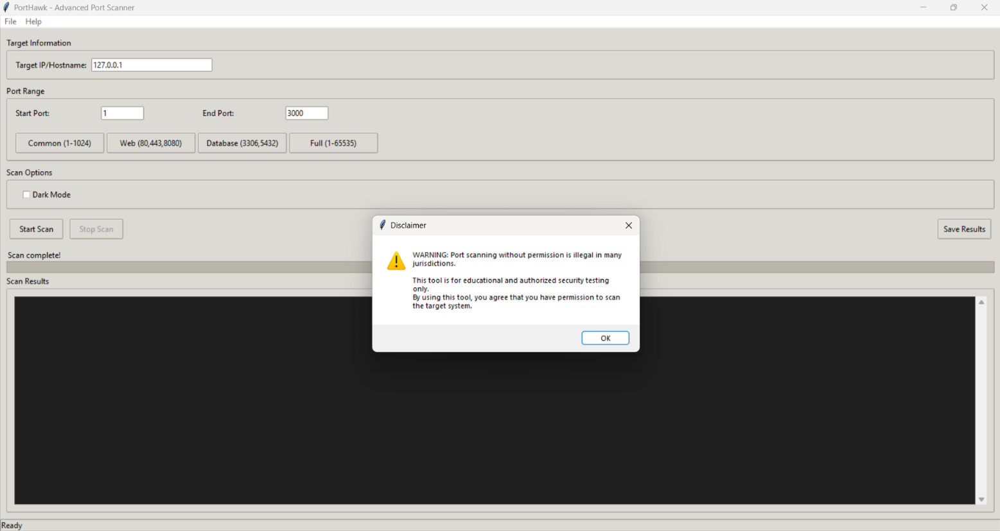 PortHawk - Advanced Port Scanner
File Help
Target Information
Target IP/Hostname: 127.0.0.1
Port Range
Start Port: 1 End Port: 3000
Common (1-1024) Web (80,443,8080) Database (3306,5432) Full (1-65535)
Scan Options
Dark Mode
Start Scan Stop Scan Save Results
Scan complete!
Scan Results
Disclaimer
WARNING: Port scanning without permission is illegal in many
jurisdictions.
This tool is for educational and authorized security testing
only.
By using this tool, you agree that you have permission to scan
the target system.
OK
Ready